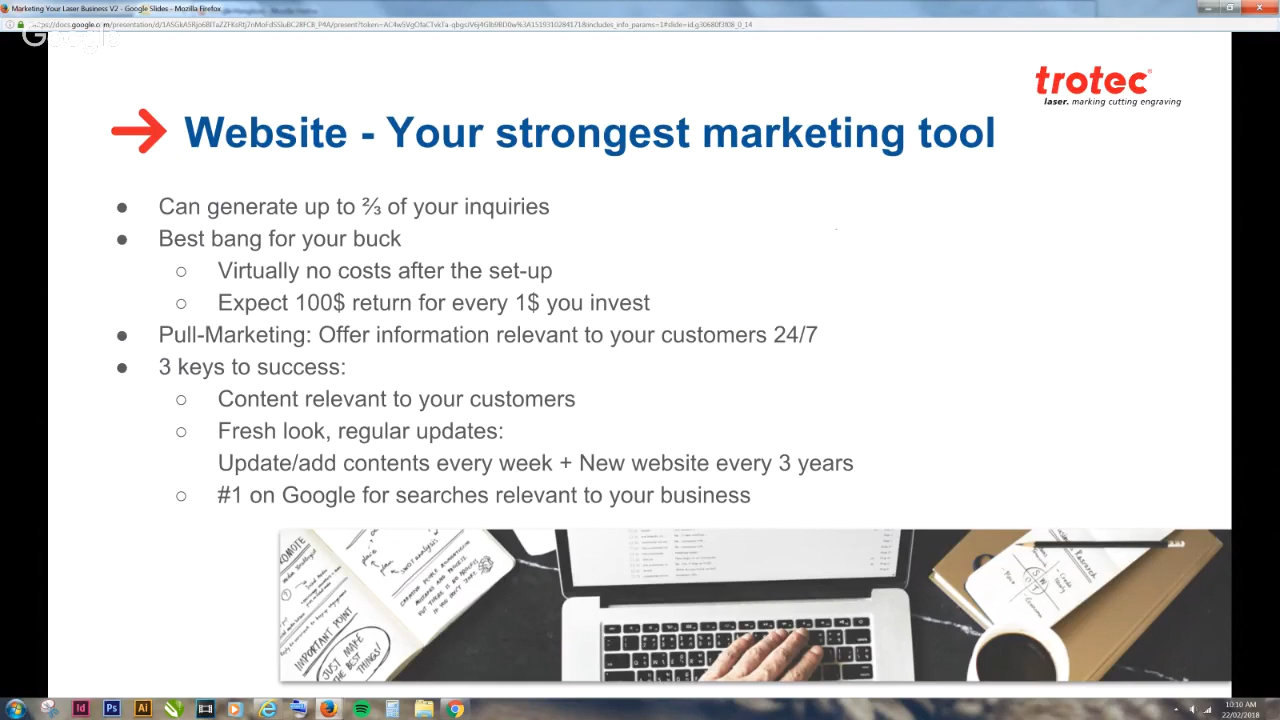 Marketing Your Laser Business V2 - Google Slides - Mozilla Firefox
Google
trotec
laser. marking cutting engraving
Website - Your strongest marketing tool
● Can generate up to ⅔ of your inquiries
● Best bang for your buck
○ Virtually no costs after the set-up
○ Expect 100$ return for every 1$ you invest
● Pull-Marketing: Offer information relevant to your customers 24/7
● 3 keys to success:
○ Content relevant to your customers
○ Fresh look, regular updates:
Update/add contents every week + New website every 3 years
○ #1 on Google for searches relevant to your business
IMPORTANT POINT
JUST MAKE
THE BEST
THINGS!
Id
Ps
Ai
10:10 AM
22/02/2018